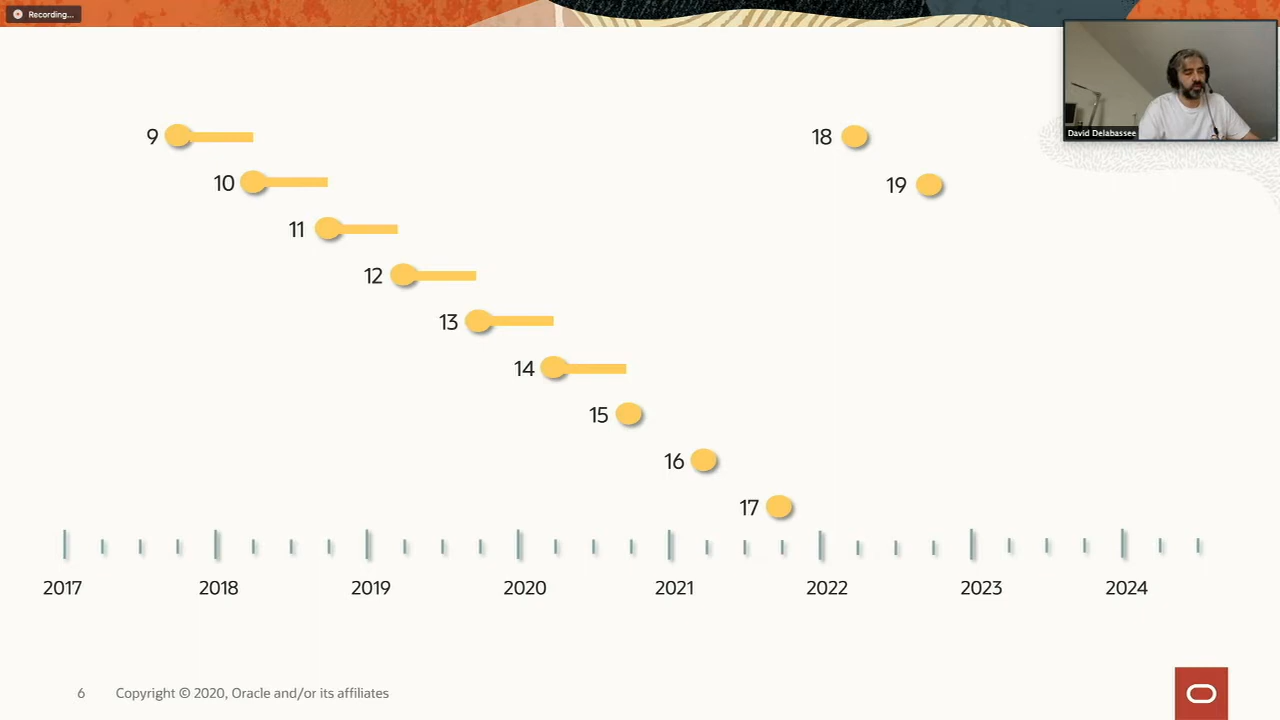 Recording...
David Delabassee
9
18
10
19
11
12
13
14
15
16
17
2017 2018 2019 2020 2021 2022 2023 2024
6 Copyright © 2020, Oracle and/or its affiliates